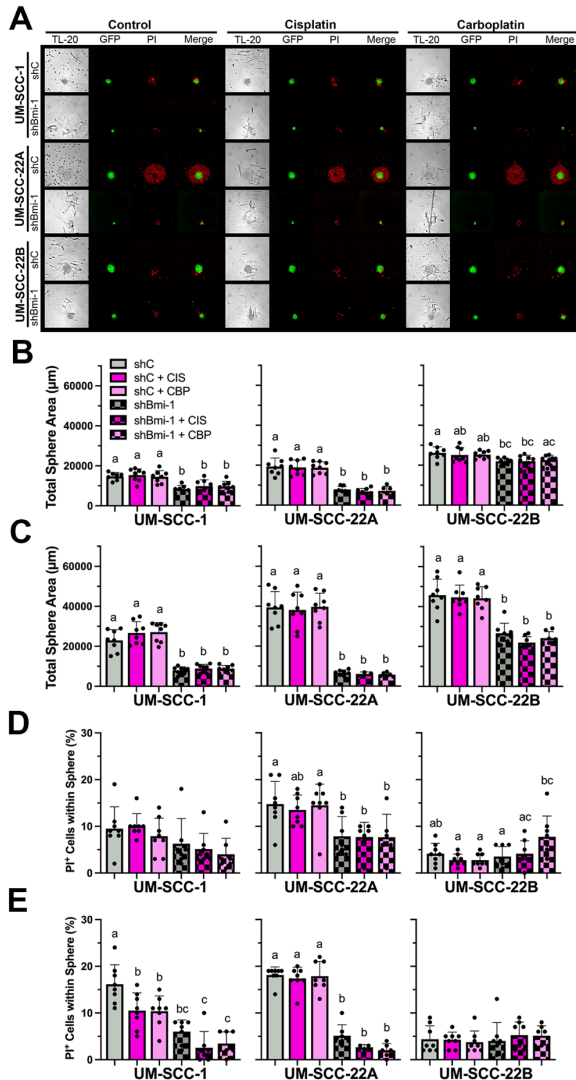 A
Control Cisplatin Carboplatin
TL-20 GFP PI Merge TL-20 GFP PI Merge TL-20 GFP PI Merge
UM-SCC-1
shC
shBmi-1
UM-SCC-22A
shC
shBmi-1
UM-SCC-22B
shC
shBmi-1
B
Total Sphere Area (µm)
60000
40000
20000
0
shC
shC + CIS
shC + CBP
shBmi-1
shBmi-1 + CIS
shBmi-1 + CBP
a a a b b b
a a a b b b
a ab ab bc bc ac
UM-SCC-1 UM-SCC-22A UM-SCC-22B
C
Total Sphere Area (µm)
60000
40000
20000
0
a a a b b b
a a a b b b
a a a b b b
UM-SCC-1 UM-SCC-22A UM-SCC-22B
D
PI+ Cells within Sphere (%)
30
20
10
0
a ab a b b b
ab a a a ac bc
UM-SCC-1 UM-SCC-22A UM-SCC-22B
E
PI+ Cells within Sphere (%)
30
20
10
0
a b b bc c c
a a a b b b
UM-SCC-1 UM-SCC-22A UM-SCC-22B